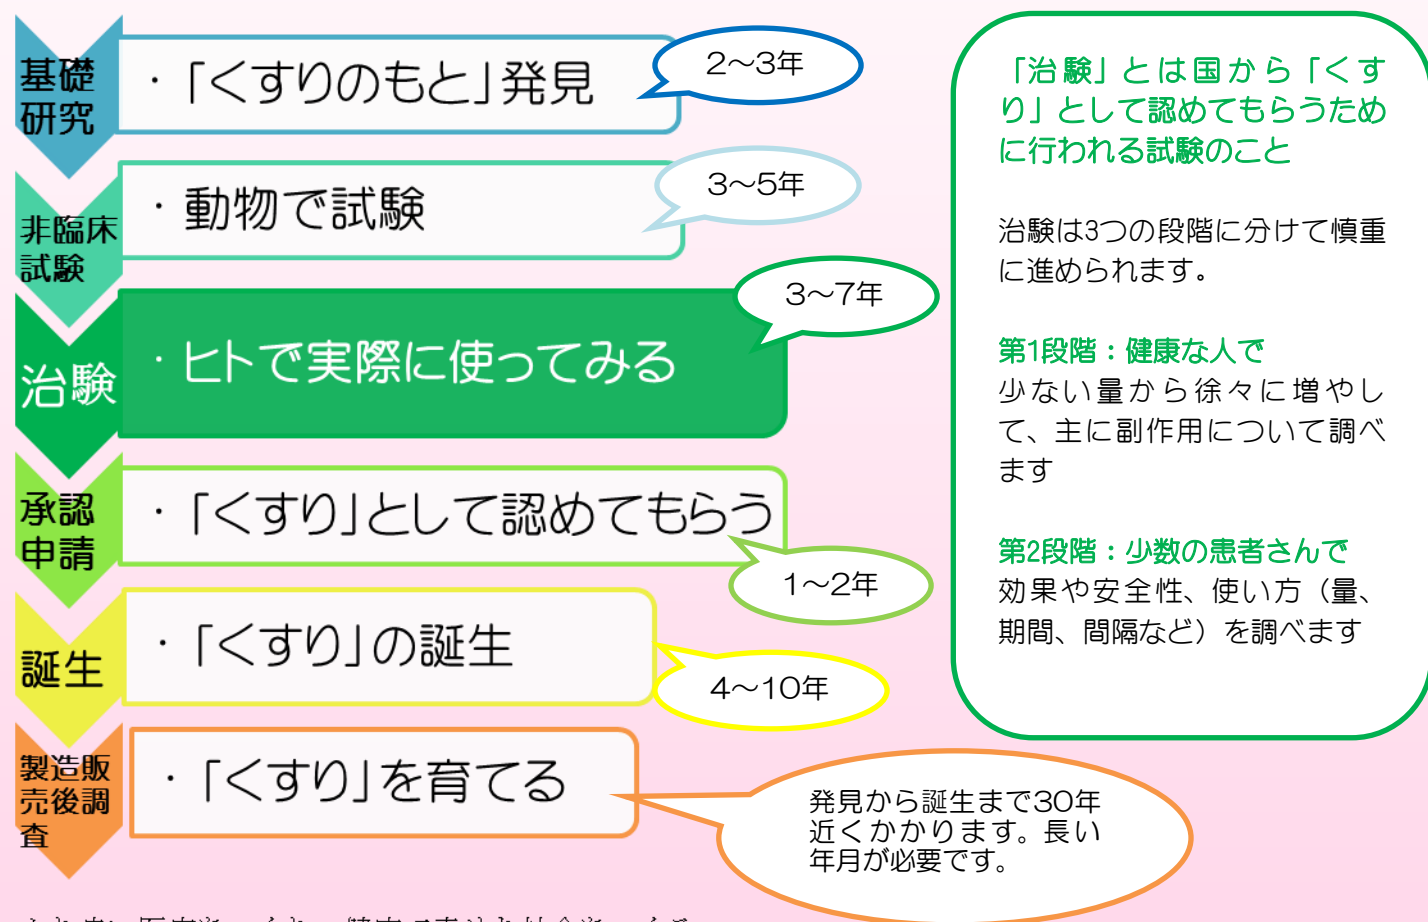 基礎
研究
・「くすりのもと」発見
2～3年
非臨床
試験
・動物で試験
3～5年
治験
・ヒトで実際に使ってみる
3～7年
承認
申請
・「くすり」として認めてもらう
1～2年
誕生
・「くすり」の誕生
4～10年
製造販
売後調
査
・「くすり」を育てる
発見から誕生まで30年
近くかかります。長い
年月が必要です。
「治験」とは国から「くす
り」として認めてもらうため
に行われる試験のこと
治験は3つの段階に分けて慎重
に進められます。
第1段階：健康な人で
少ない量から徐々に増やし
て、主に副作用について調べ
ます
第2段階：少数の患者さんで
効果や安全性、使い方（量、
期間、間隔など）を調べます